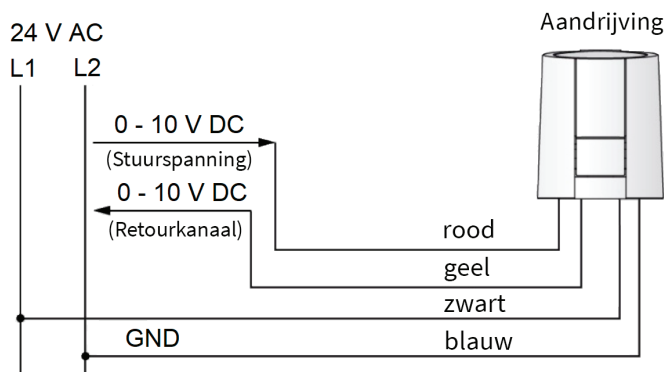 Aandrijving
24 V AC
L1 L2
0 - 10 V DC
(Stuurspanning)
0 - 10 V DC
(Retourkanaal)
rood
geel
zwart
GND
blauw